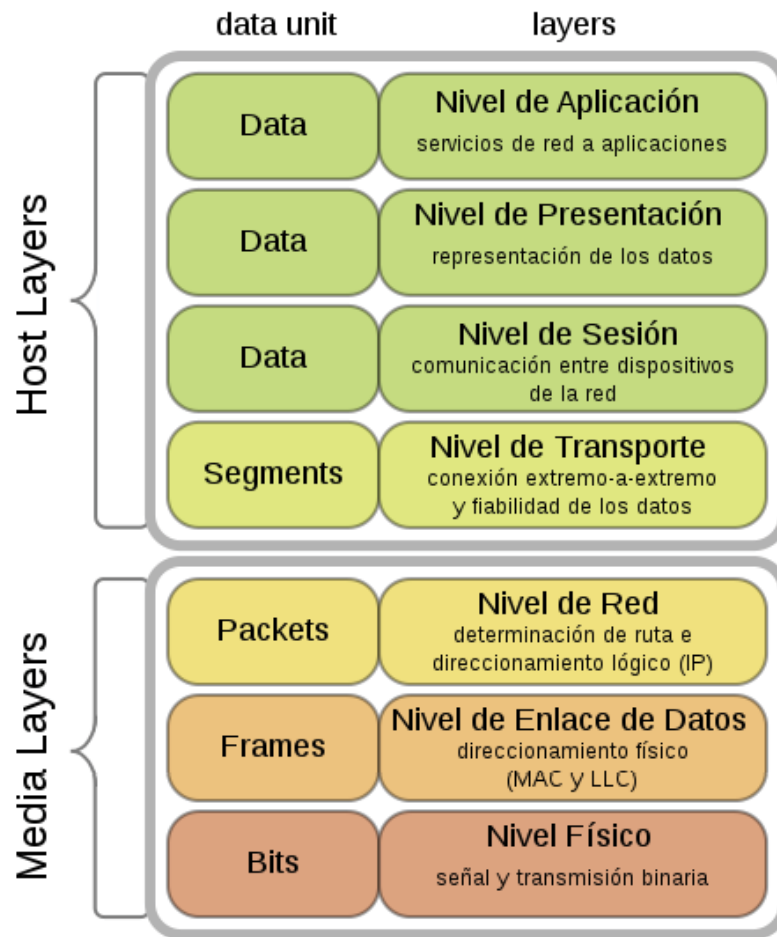 data unit layers
Host Layers
Data
Nivel de Aplicación
servicios de red a aplicaciones
Data
Nivel de Presentación
representación de los datos
Data
Nivel de Sesión
comunicación entre dispositivos
de la red
Segments
Nivel de Transporte
conexión extremo-a-extremo
y fiabilidad de los datos
Media Layers
Packets
Nivel de Red
determinación de ruta e
direccionamiento lógico (IP)
Frames
Nivel de Enlace de Datos
direccionamiento físico
(MAC y LLC)
Bits
Nivel Físico
señal y transmisión binaria